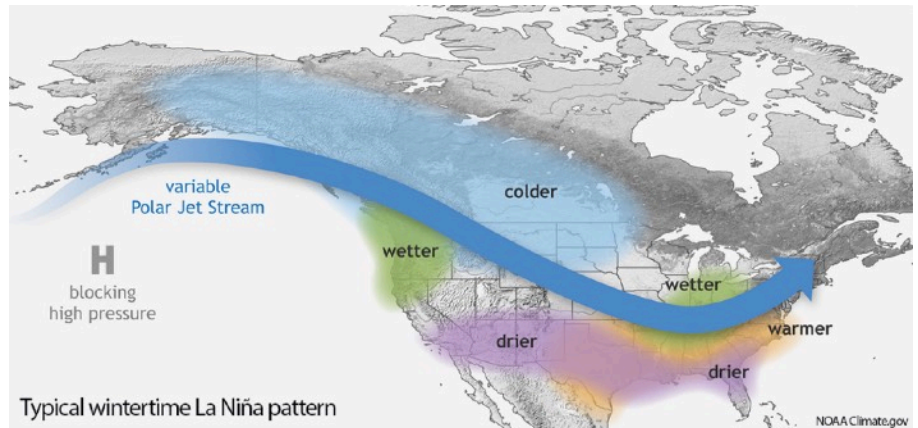 variable
Polar Jet Stream
colder
wetter
H
blocking
high pressure
wetter
warmer
drier
drier
Typical wintertime La Niña pattern
NOAA Climate.gov